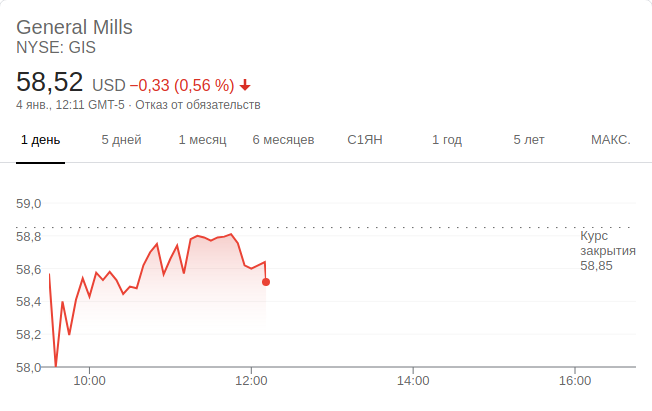 General Mills
NYSE: GIS
58,52 USD −0,33 (0,56 %)
4 янв., 12:11 GMT-5 · Отказ от обязательств
1 день 5 дней 1 месяц 6 месяцев С1ЯН 1 год 5 лет МАКС.
59,0
58,8
58,6
58,4
58,2
58,0
Курс
закрытия
58,85
10:00 12:00 14:00 16:00